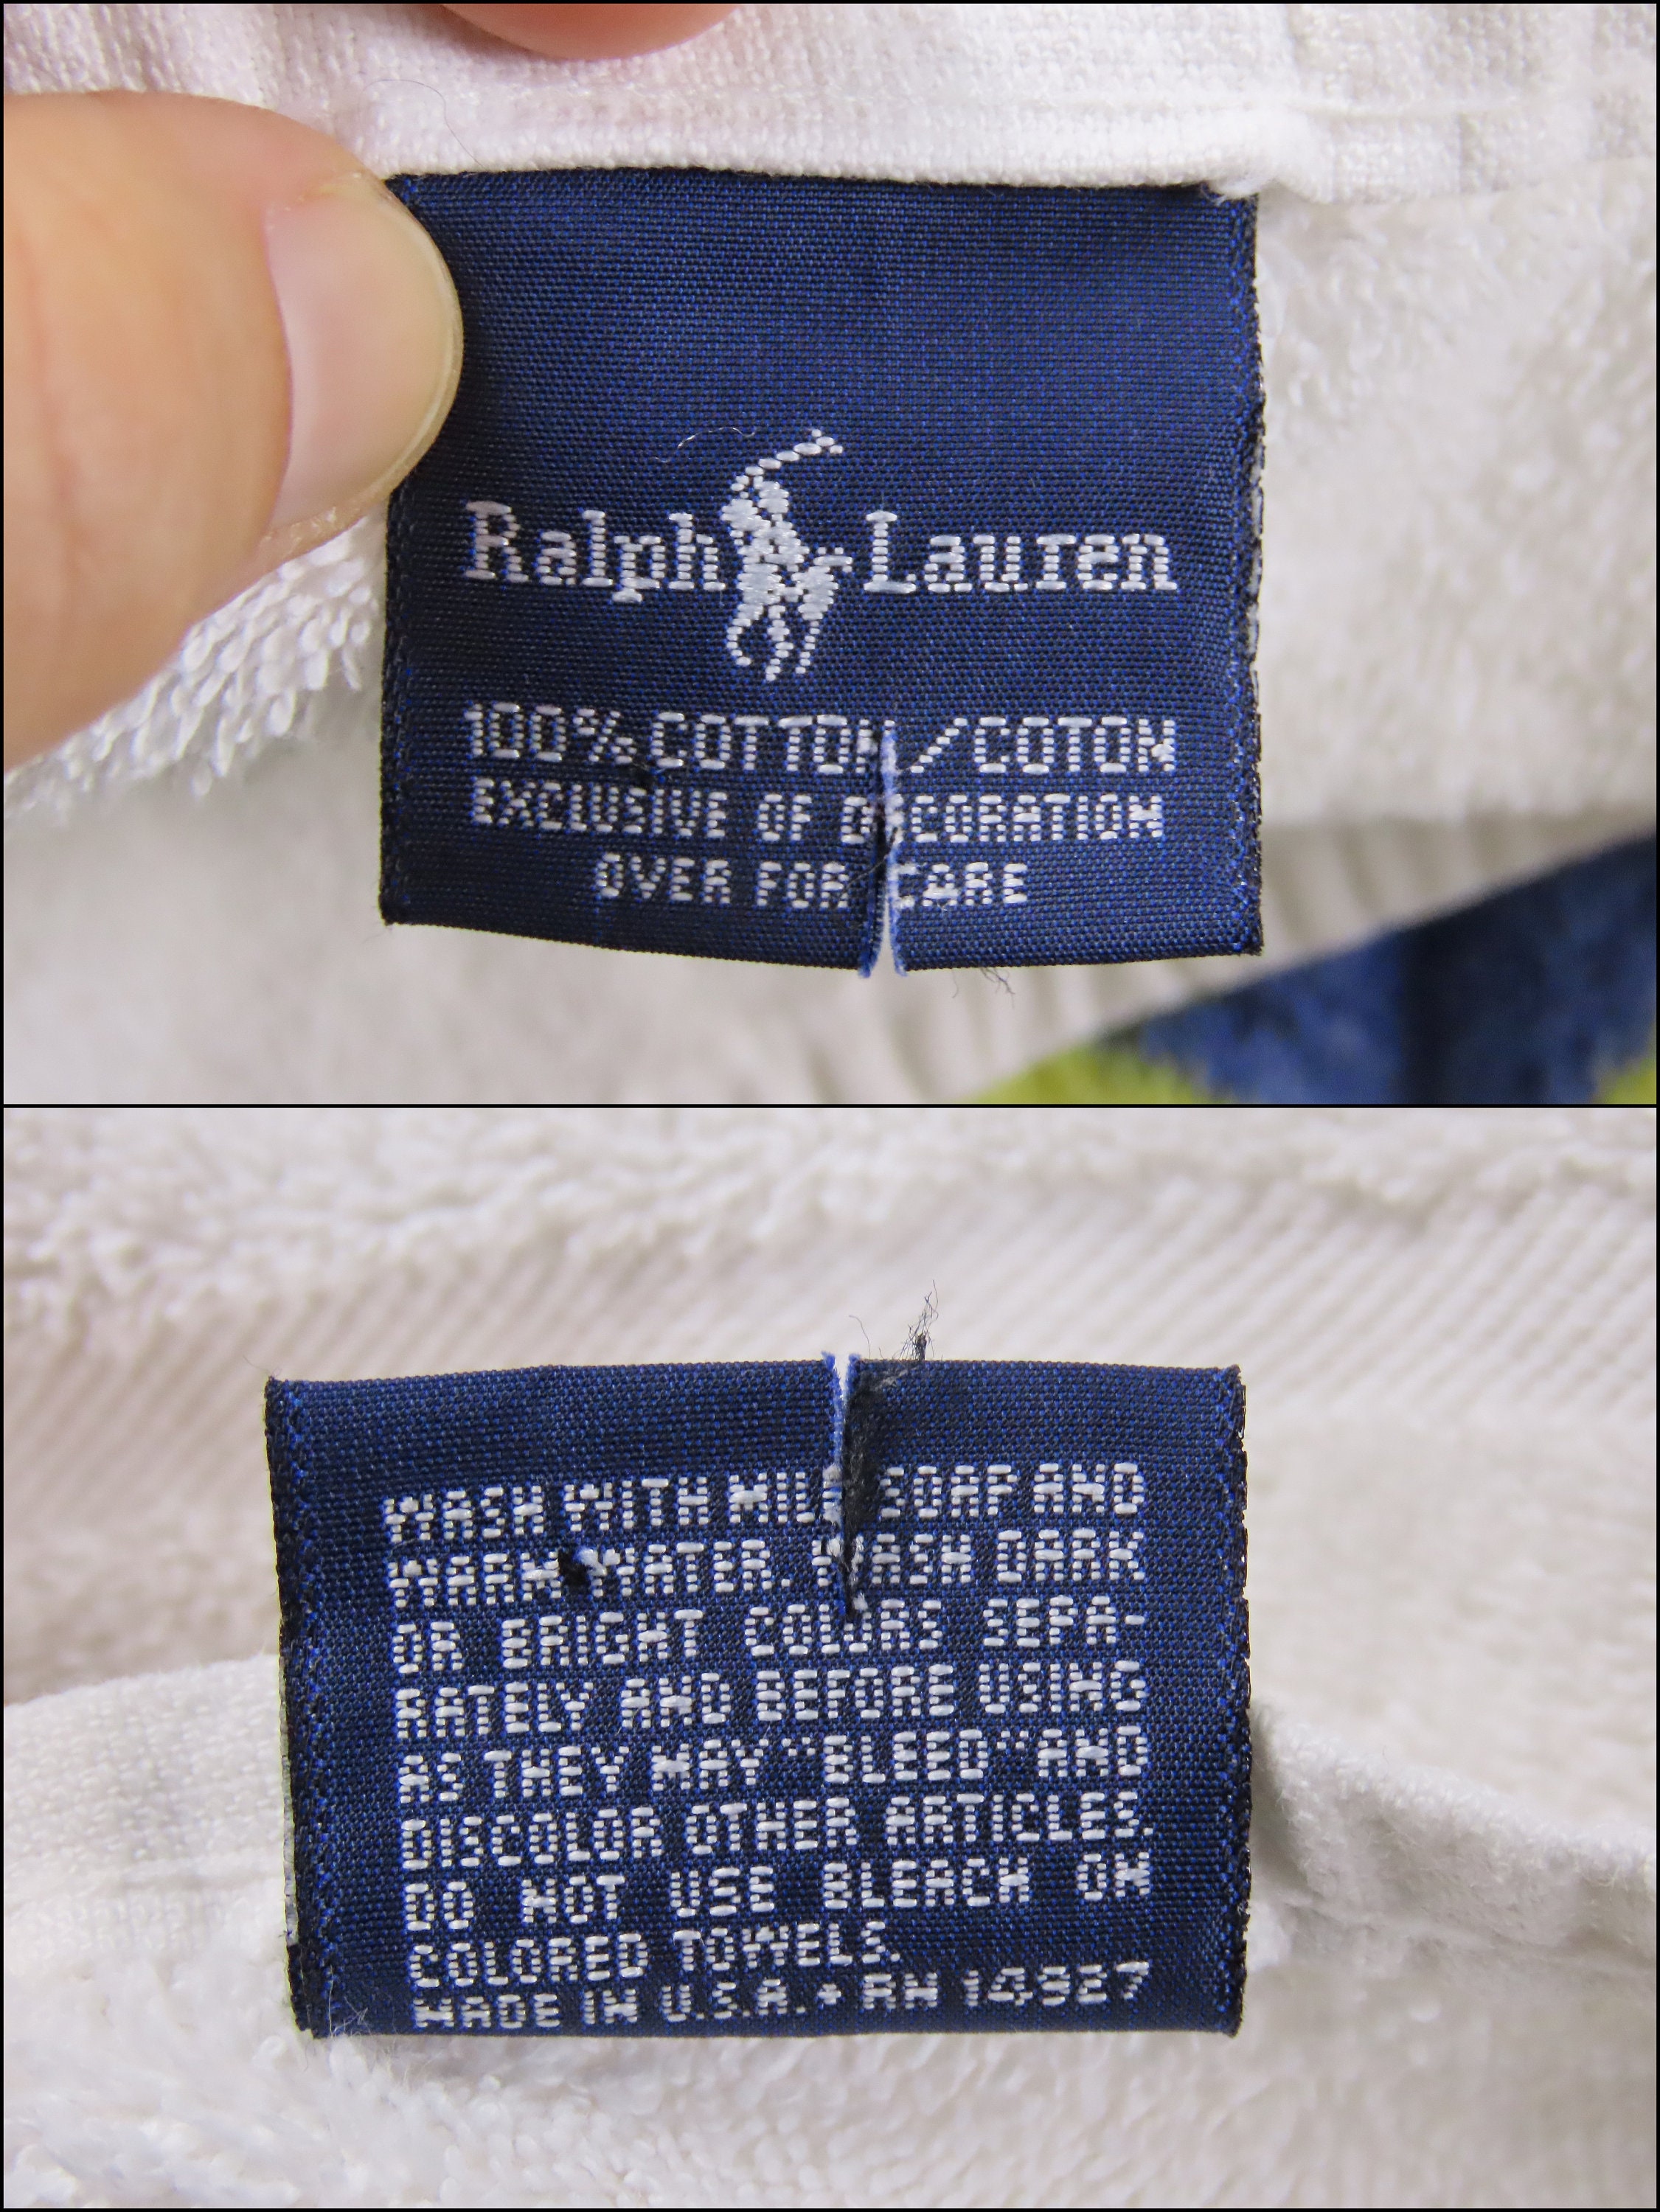 Ralph Lauren
100% COTTON/COTON
EXCLUSIVE OF DECORATION
OVER FOR CARE
WASH WITH MILD SOAP AND
WARM WATER. WASH DARK
OR BRIGHT COLORS SEPA-
RATELY AND BEFORE USING
AS THEY MAY "BLEED" AND
DISCOLOR OTHER ARTICLES.
DO NOT USE BLEACH ON
COLORED TOWELS.
MADE IN U.S.A. • RN 14927